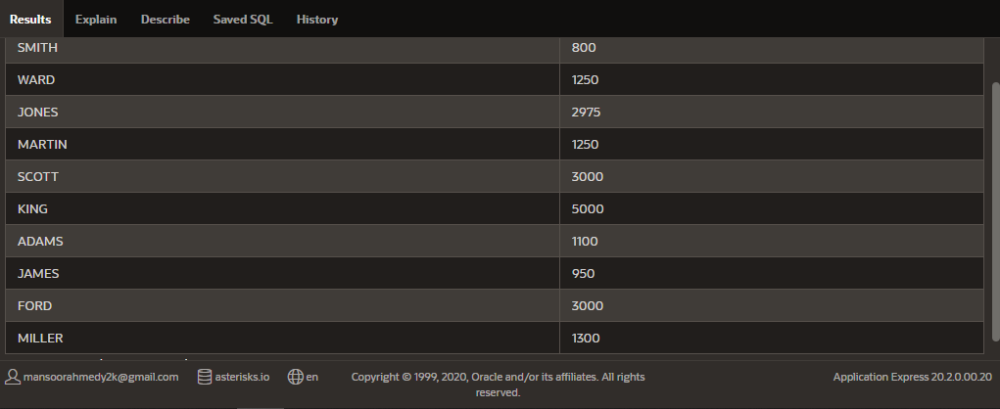 Results Explain Describe Saved SQL History
SMITH 800
WARD 1250
JONES 2975
MARTIN 1250
SCOTT 3000
KING 5000
ADAMS 1100
JAMES 950
FORD 3000
MILLER 1300
mansoorahmedy2k@gmail.com asterisks.io en Copyright © 1999, 2020, Oracle and/or its affiliates. All rights Application Express 20.2.0.00.20
reserved.